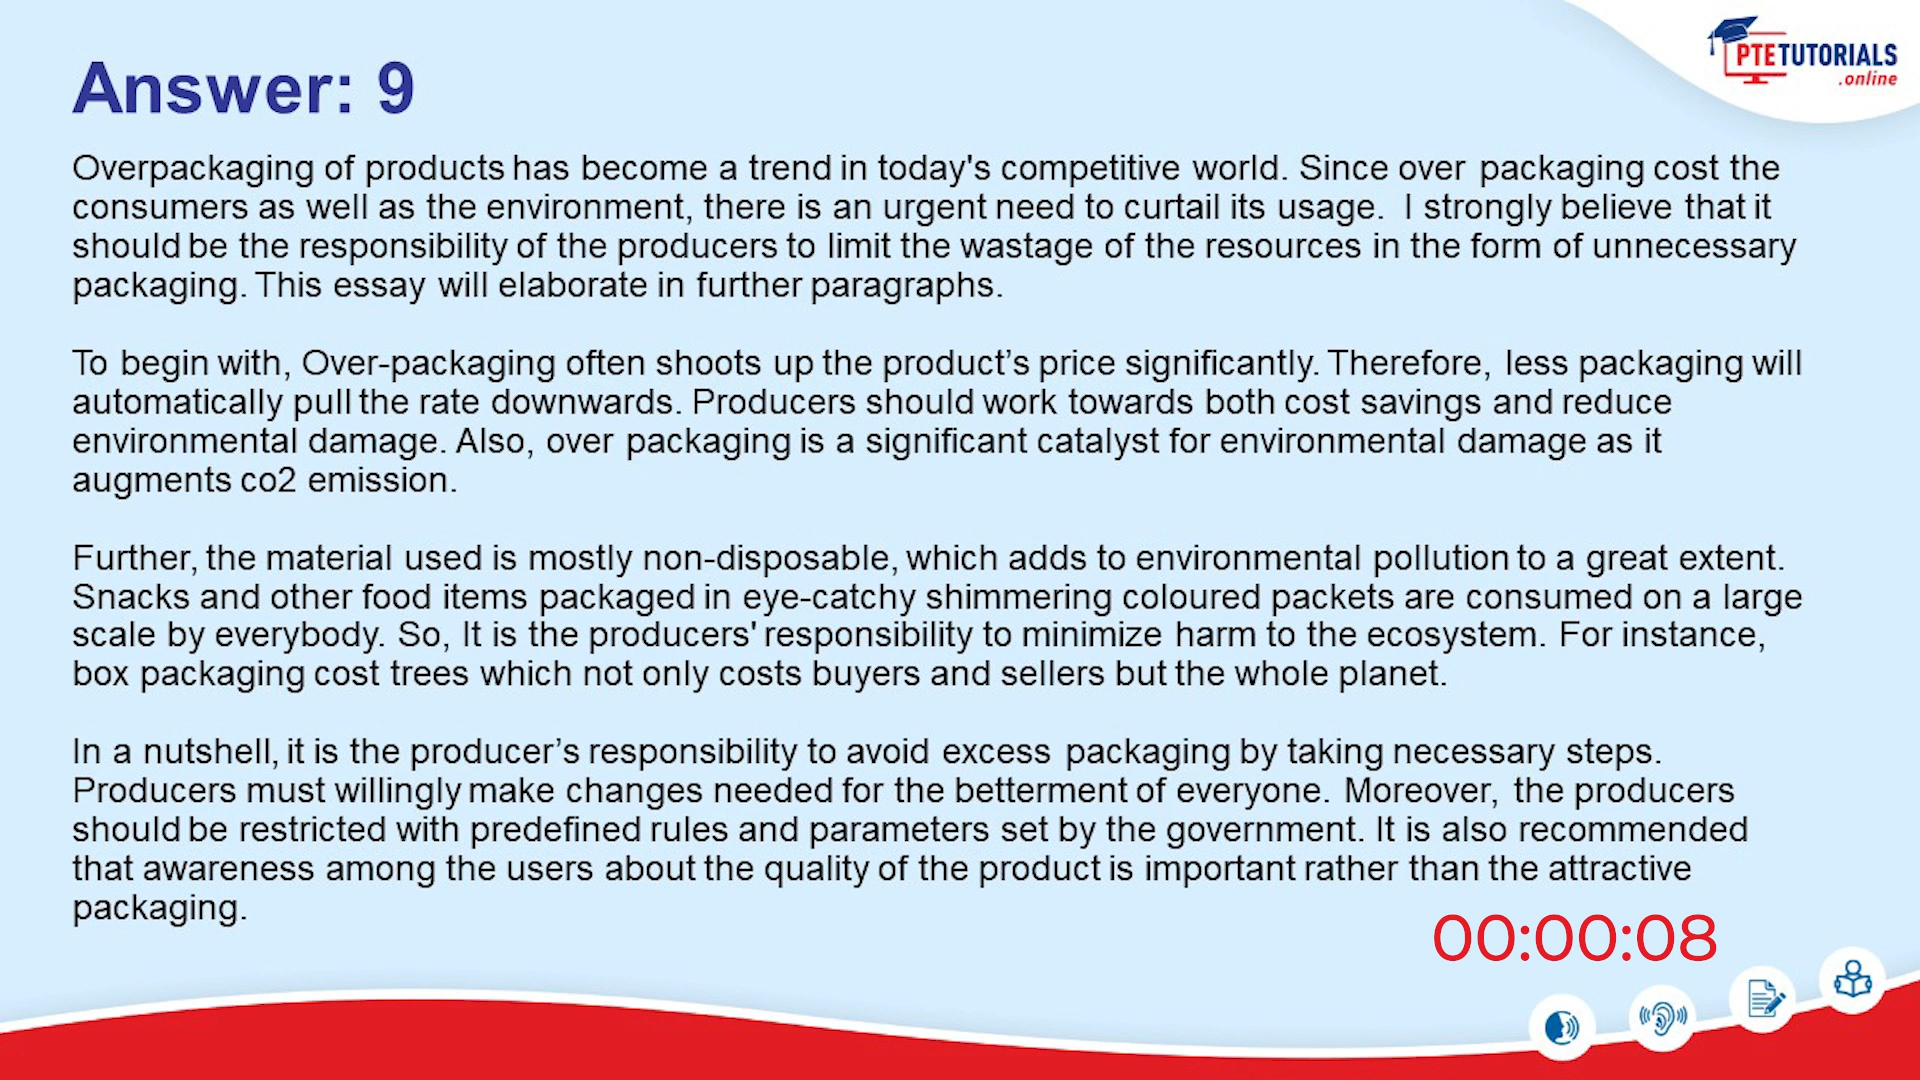 Answer: 9
PTETUTORIALS
.online
Overpackaging of products has become a trend in today's competitive world. Since over packaging cost the
consumers as well as the environment, there is an urgent need to curtail its usage.  I strongly believe that it
should be the responsibility of the producers to limit the wastage of the resources in the form of unnecessary
packaging. This essay will elaborate in further paragraphs.
To begin with, Over-packaging often shoots up the product’s price significantly. Therefore, less packaging will
automatically pull the rate downwards. Producers should work towards both cost savings and reduce
environmental damage. Also, over packaging is a significant catalyst for environmental damage as it
augments co2 emission.
Further, the material used is mostly non-disposable, which adds to environmental pollution to a great extent.
Snacks and other food items packaged in eye-catchy shimmering coloured packets are consumed on a large
scale by everybody. So, It is the producers' responsibility to minimize harm to the ecosystem. For instance,
box packaging cost trees which not only costs buyers and sellers but the whole planet.
In a nutshell, it is the producer’s responsibility to avoid excess packaging by taking necessary steps.
Producers must willingly make changes needed for the betterment of everyone. Moreover, the producers
should be restricted with predefined rules and parameters set by the government. It is also recommended
that awareness among the users about the quality of the product is important rather than the attractive
packaging.
00:00:08